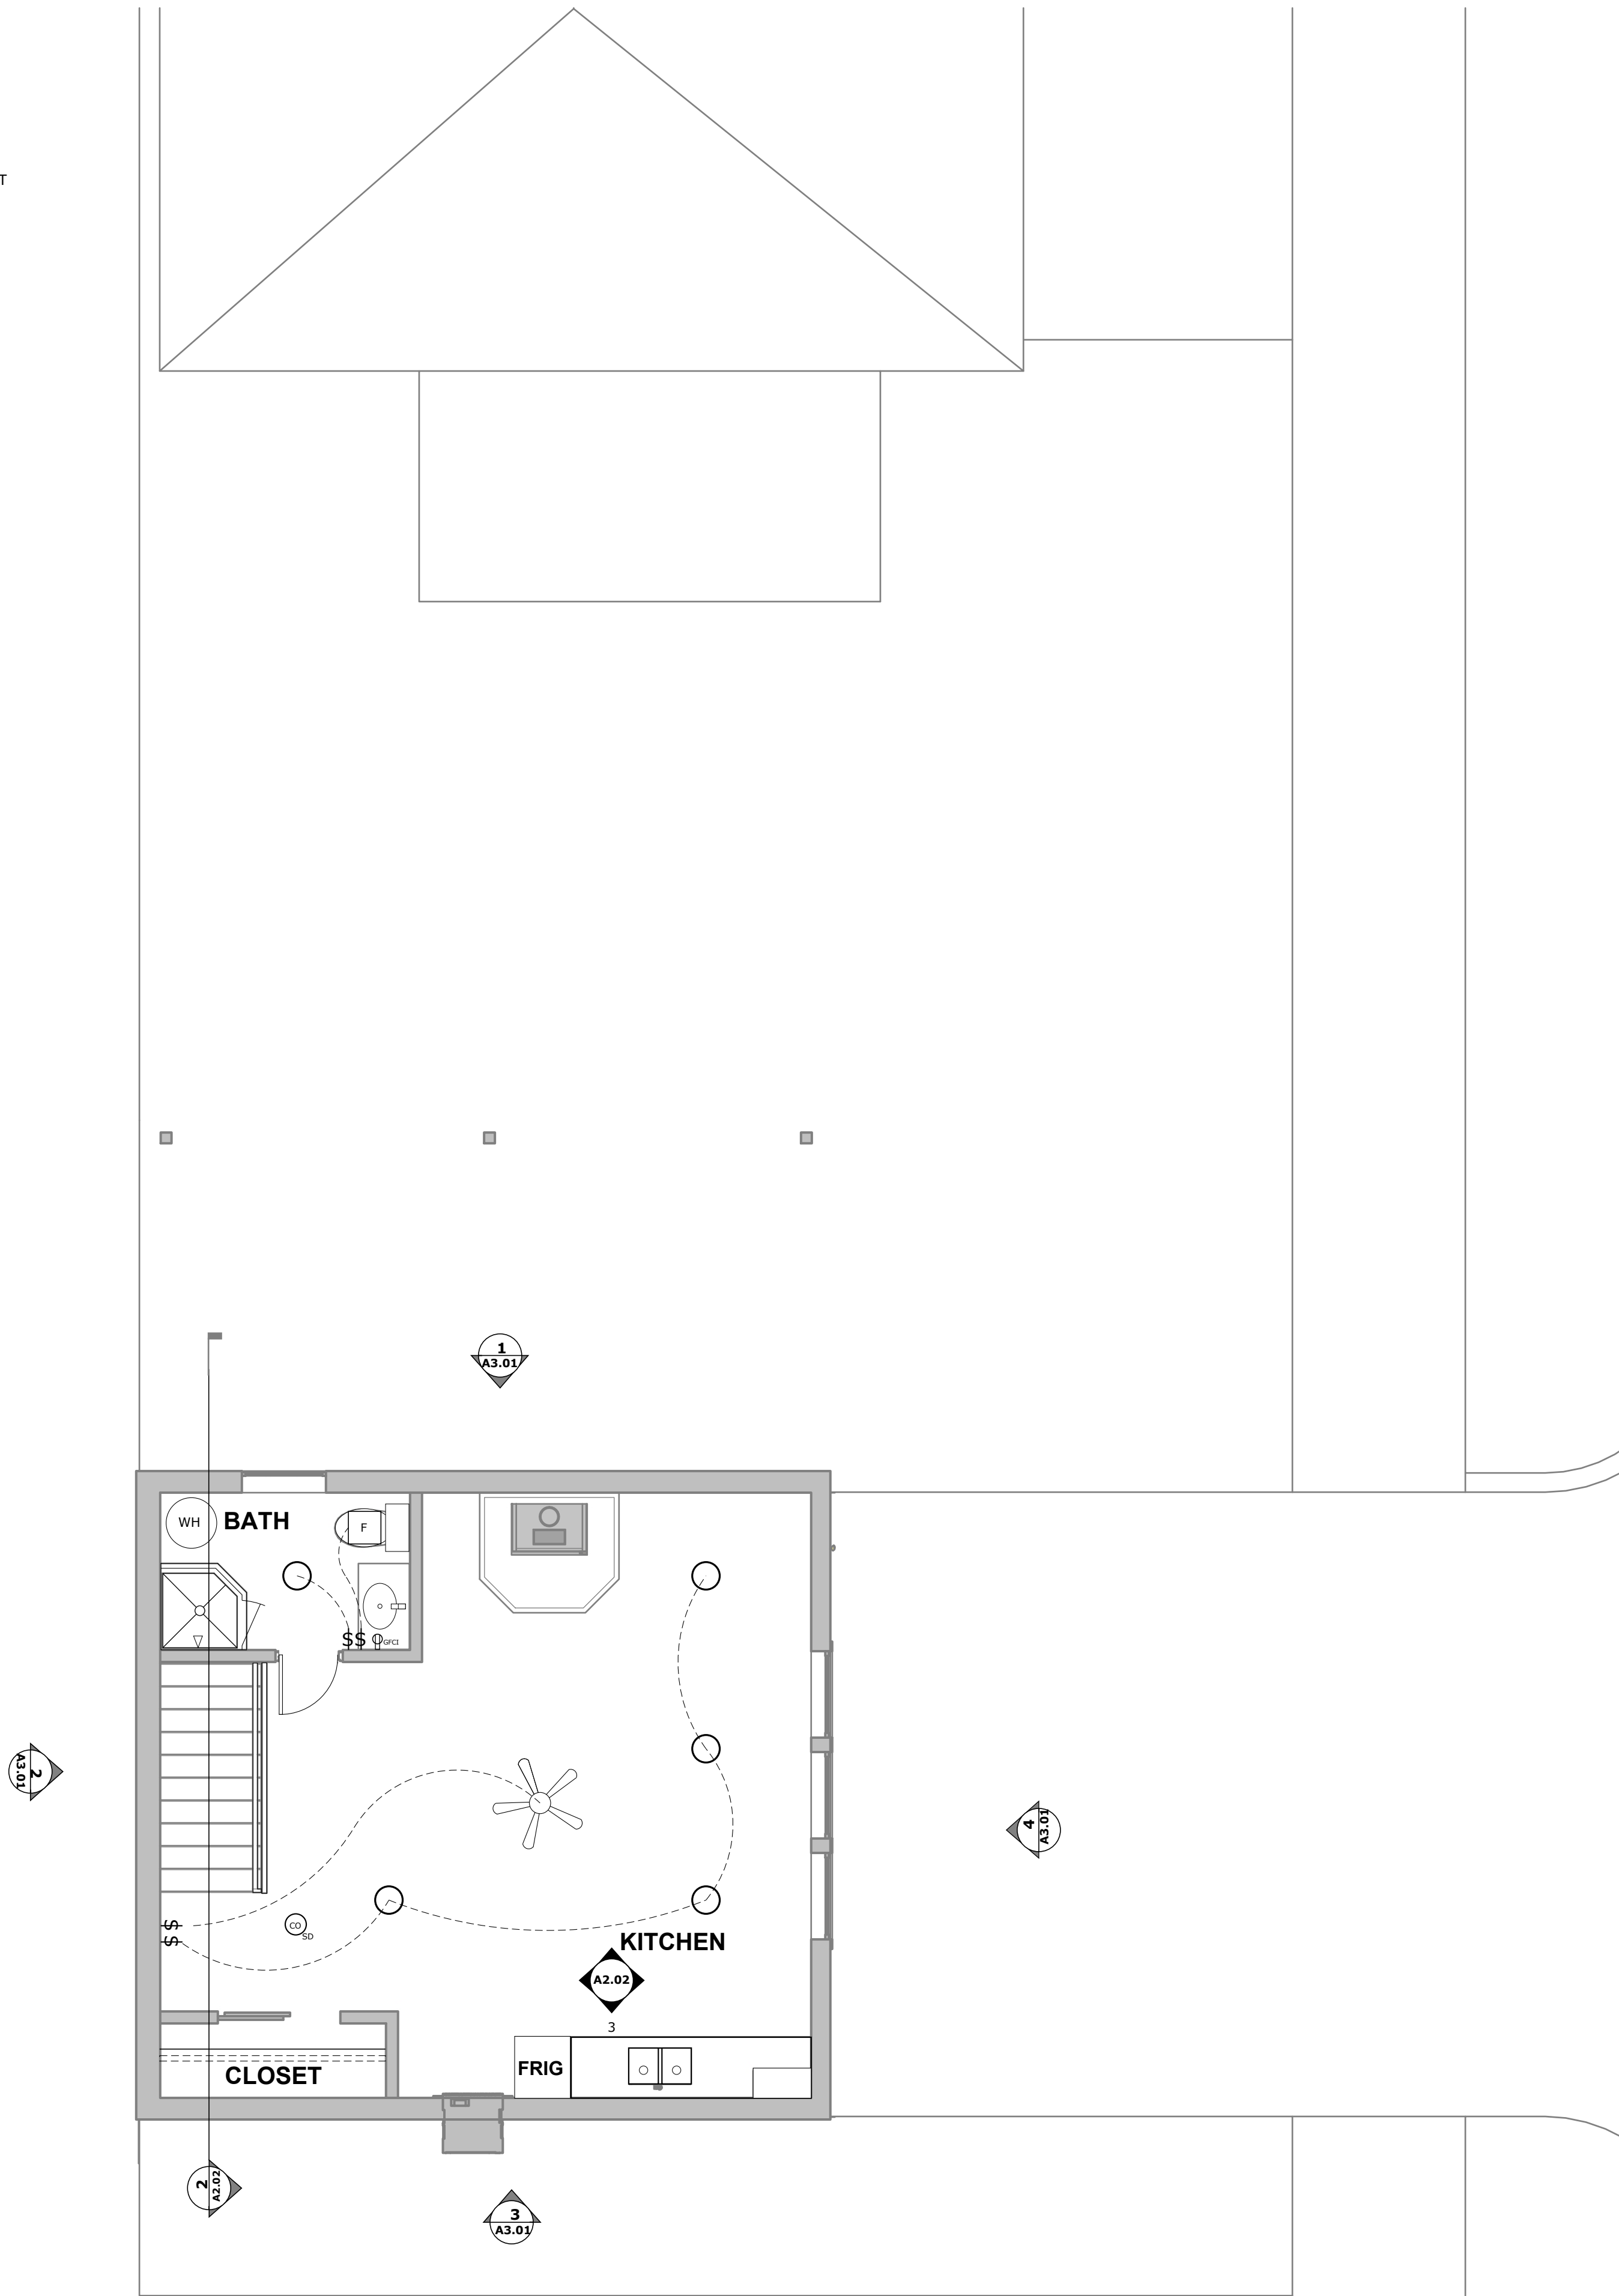 T
1
A3.01
WH
BATH
F
$$
GFCI
2
A3.01
4
A3.01
$$
CO
SD
KITCHEN
A2.02
3
FRIG
CLOSET
2
A2.02
3
A3.01